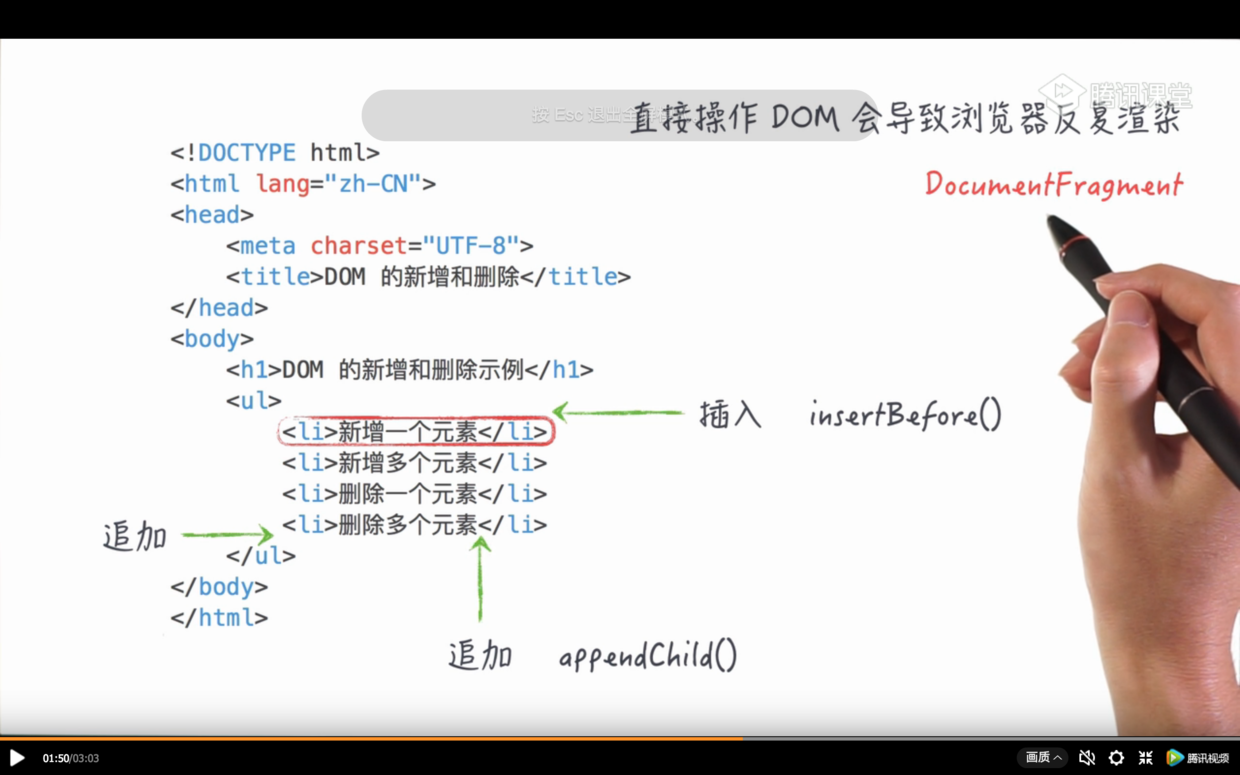 腾讯课堂
按 Esc 退出全屏
直接操作 DOM 会导致浏览器反复渲染
DocumentFragment
<!DOCTYPE html>
<html lang="zh-CN">
<head>
<meta charset="UTF-8">
<title>DOM 的新增和删除</title>
</head>
<body>
<h1>DOM 的新增和删除示例</h1>
<ul>
插入 insertBefore()
<li>新增一个元素</li>
<li>新增多个元素</li>
<li>删除一个元素</li>
<li>删除多个元素</li>
追加
</ul>
</body>
</html>
追加 appendChild()
01:50/03:03
画质
腾讯视频